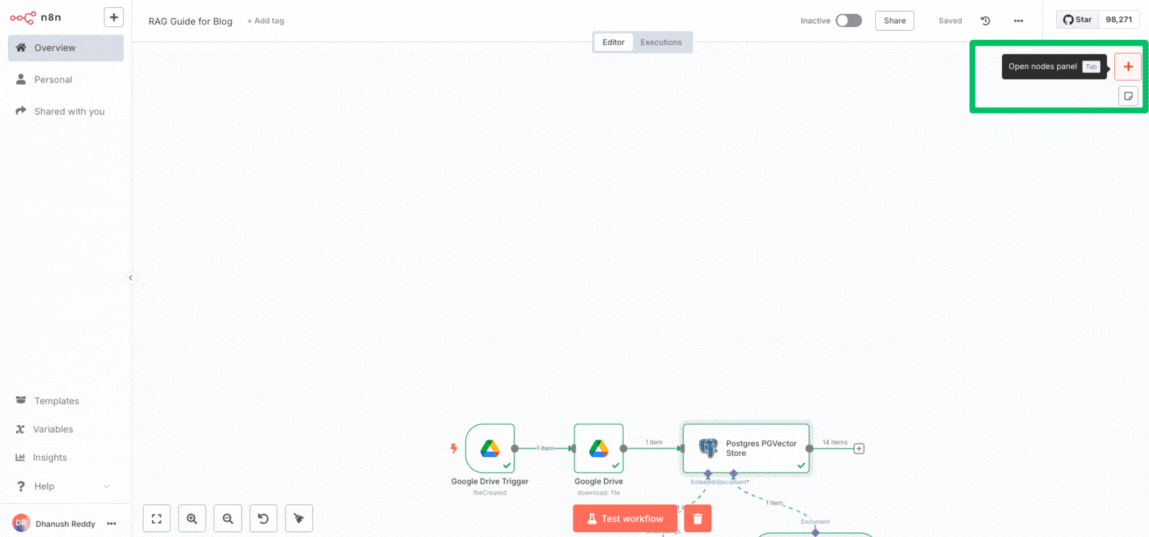 n8n
RAG Guide for Blog
+ Add tag
Inactive
Share
Saved
Star
98,271
Overview
Personal
Shared with you
Editor
Executions
Open nodes panel
Tab
Google Drive Trigger
fileCreated
1 item
Google Drive
download: file
1 item
Postgres PGVector
Store
14 items
Document*
1 item
Document
Templates
Variables
Insights
Help
DR
Dhanush Reddy
Test workflow